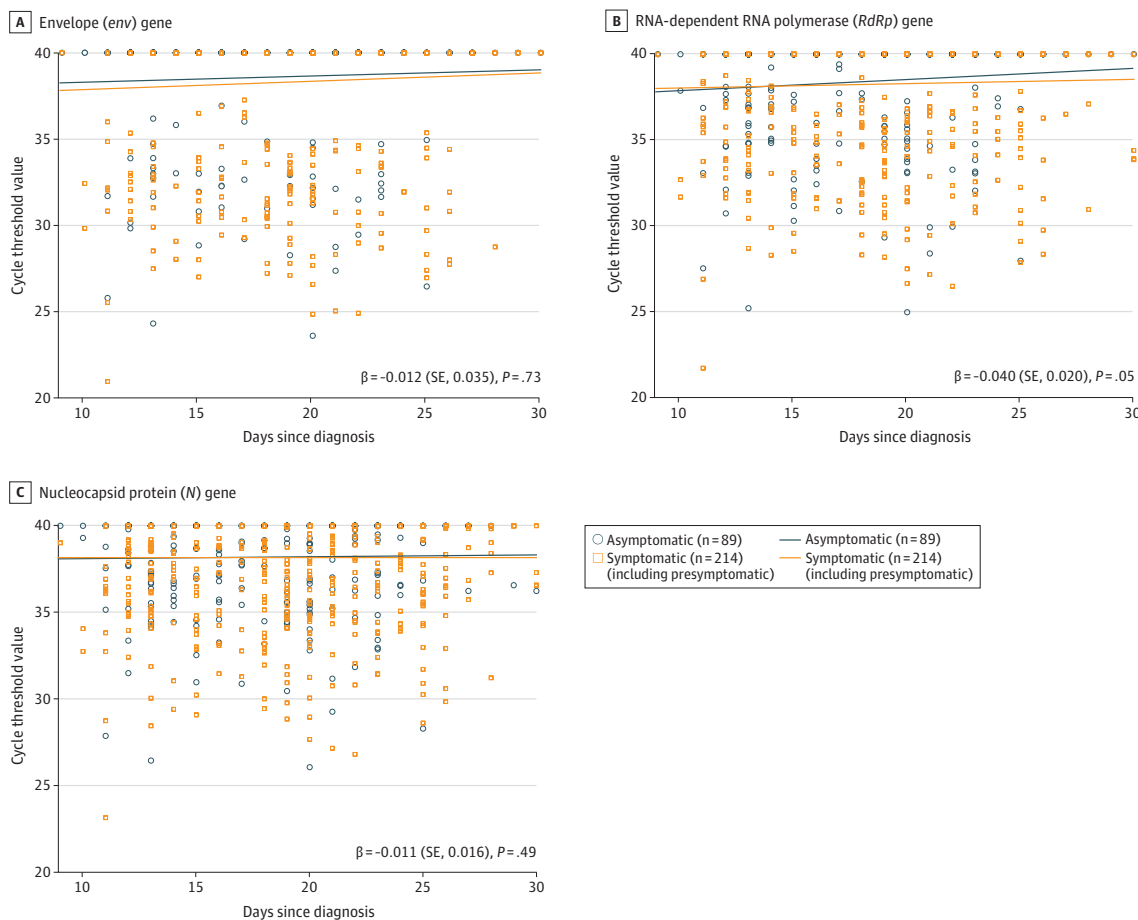 A Envelope (env) gene
40
35
30
25
20
Cycle threshold value
10 15 20 25 30
Days since diagnosis
β = -0.012 (SE, 0.035), P = .73
B RNA-dependent RNA polymerase (RdRp) gene
40
35
30
25
20
Cycle threshold value
10 15 20 25 30
Days since diagnosis
β = -0.040 (SE, 0.020), P = .05
C Nucleocapsid protein (N) gene
40
35
30
25
20
Cycle threshold value
10 15 20 25 30
Days since diagnosis
β = -0.011 (SE, 0.016), P = .49
Asymptomatic (n = 89)
Symptomatic (n = 214)
(including presymptomatic)
Asymptomatic (n = 89)
Symptomatic (n = 214)
(including presymptomatic)